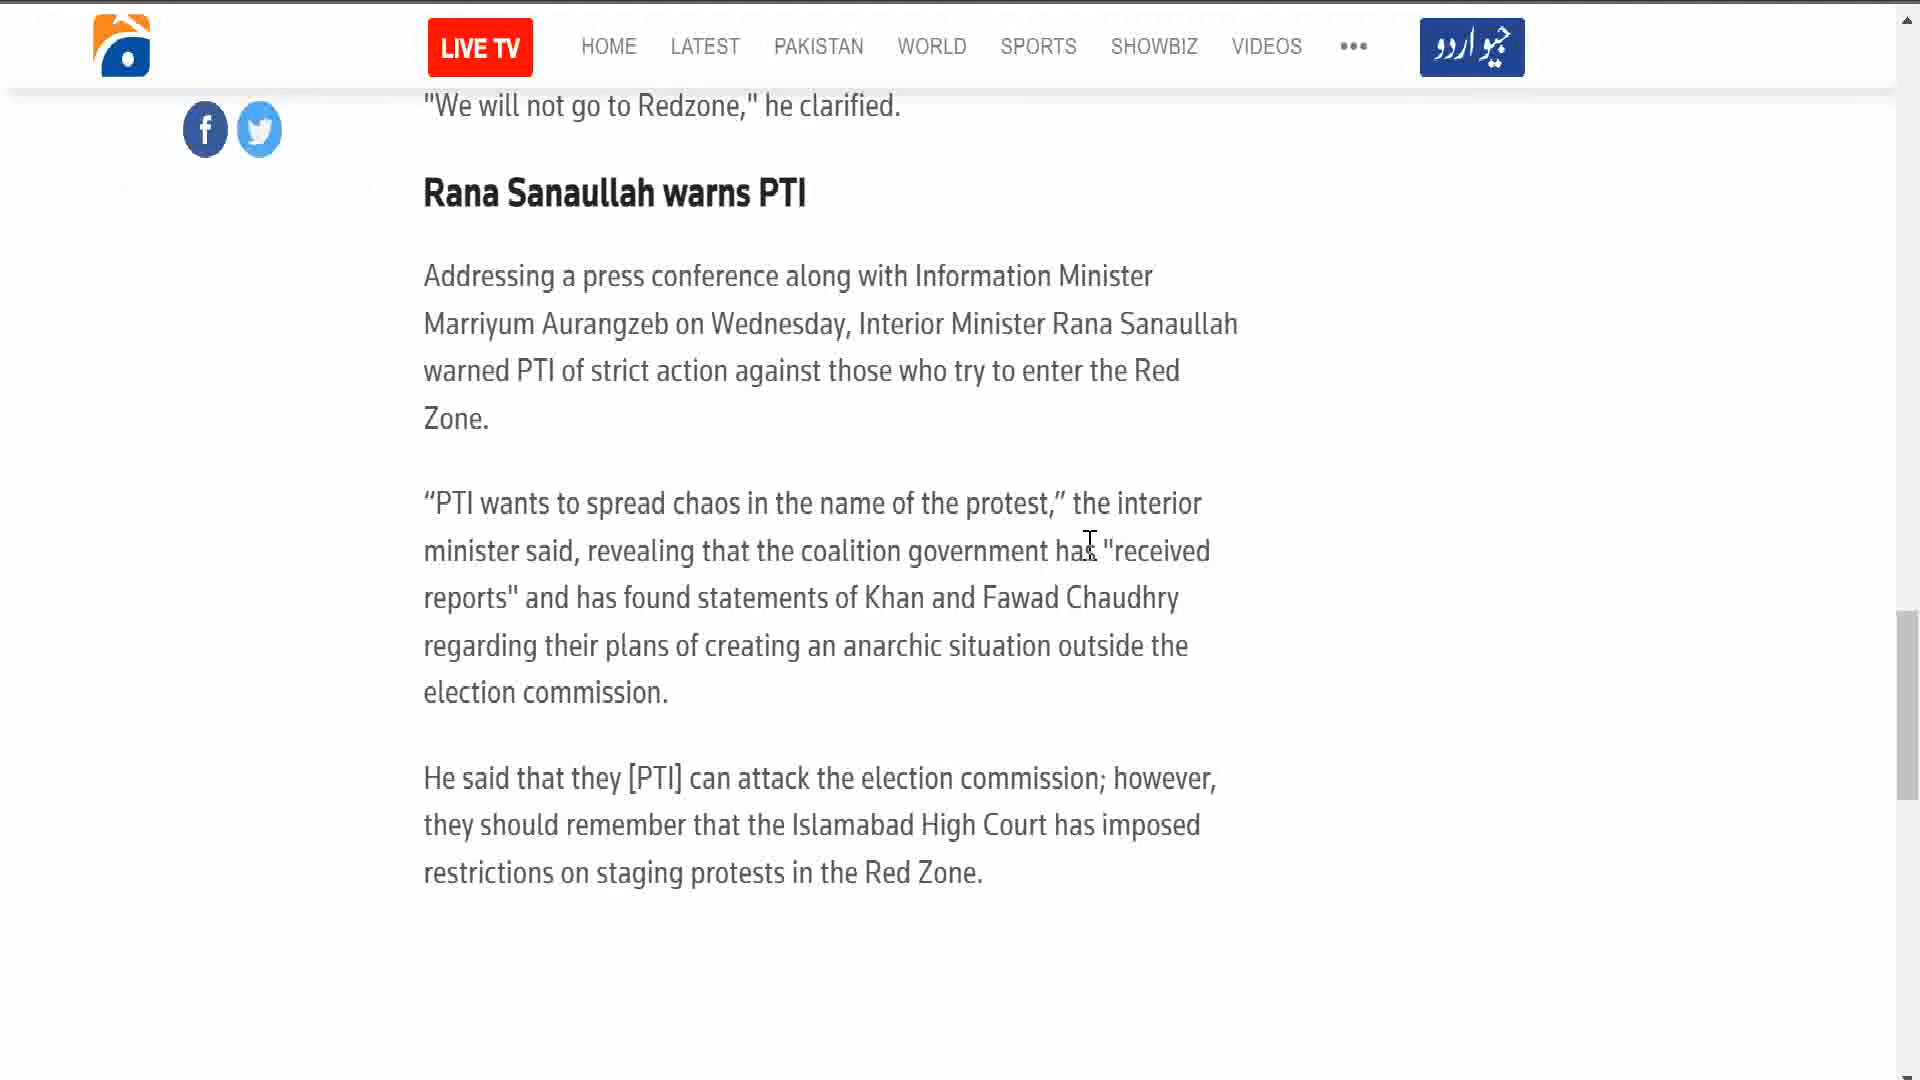 LIVE TV HOME LATEST PAKISTAN WORLD SPORTS SHOWBIZ VIDEOS ••• جیو اردو
"We will not go to Redzone," he clarified.
Rana Sanaullah warns PTI
Addressing a press conference along with Information Minister
Marriyum Aurangzeb on Wednesday, Interior Minister Rana Sanaullah
warned PTI of strict action against those who try to enter the Red
Zone.
“PTI wants to spread chaos in the name of the protest,” the interior
minister said, revealing that the coalition government has "received
reports" and has found statements of Khan and Fawad Chaudhry
regarding their plans of creating an anarchic situation outside the
election commission.
He said that they [PTI] can attack the election commission; however,
they should remember that the Islamabad High Court has imposed
restrictions on staging protests in the Red Zone.